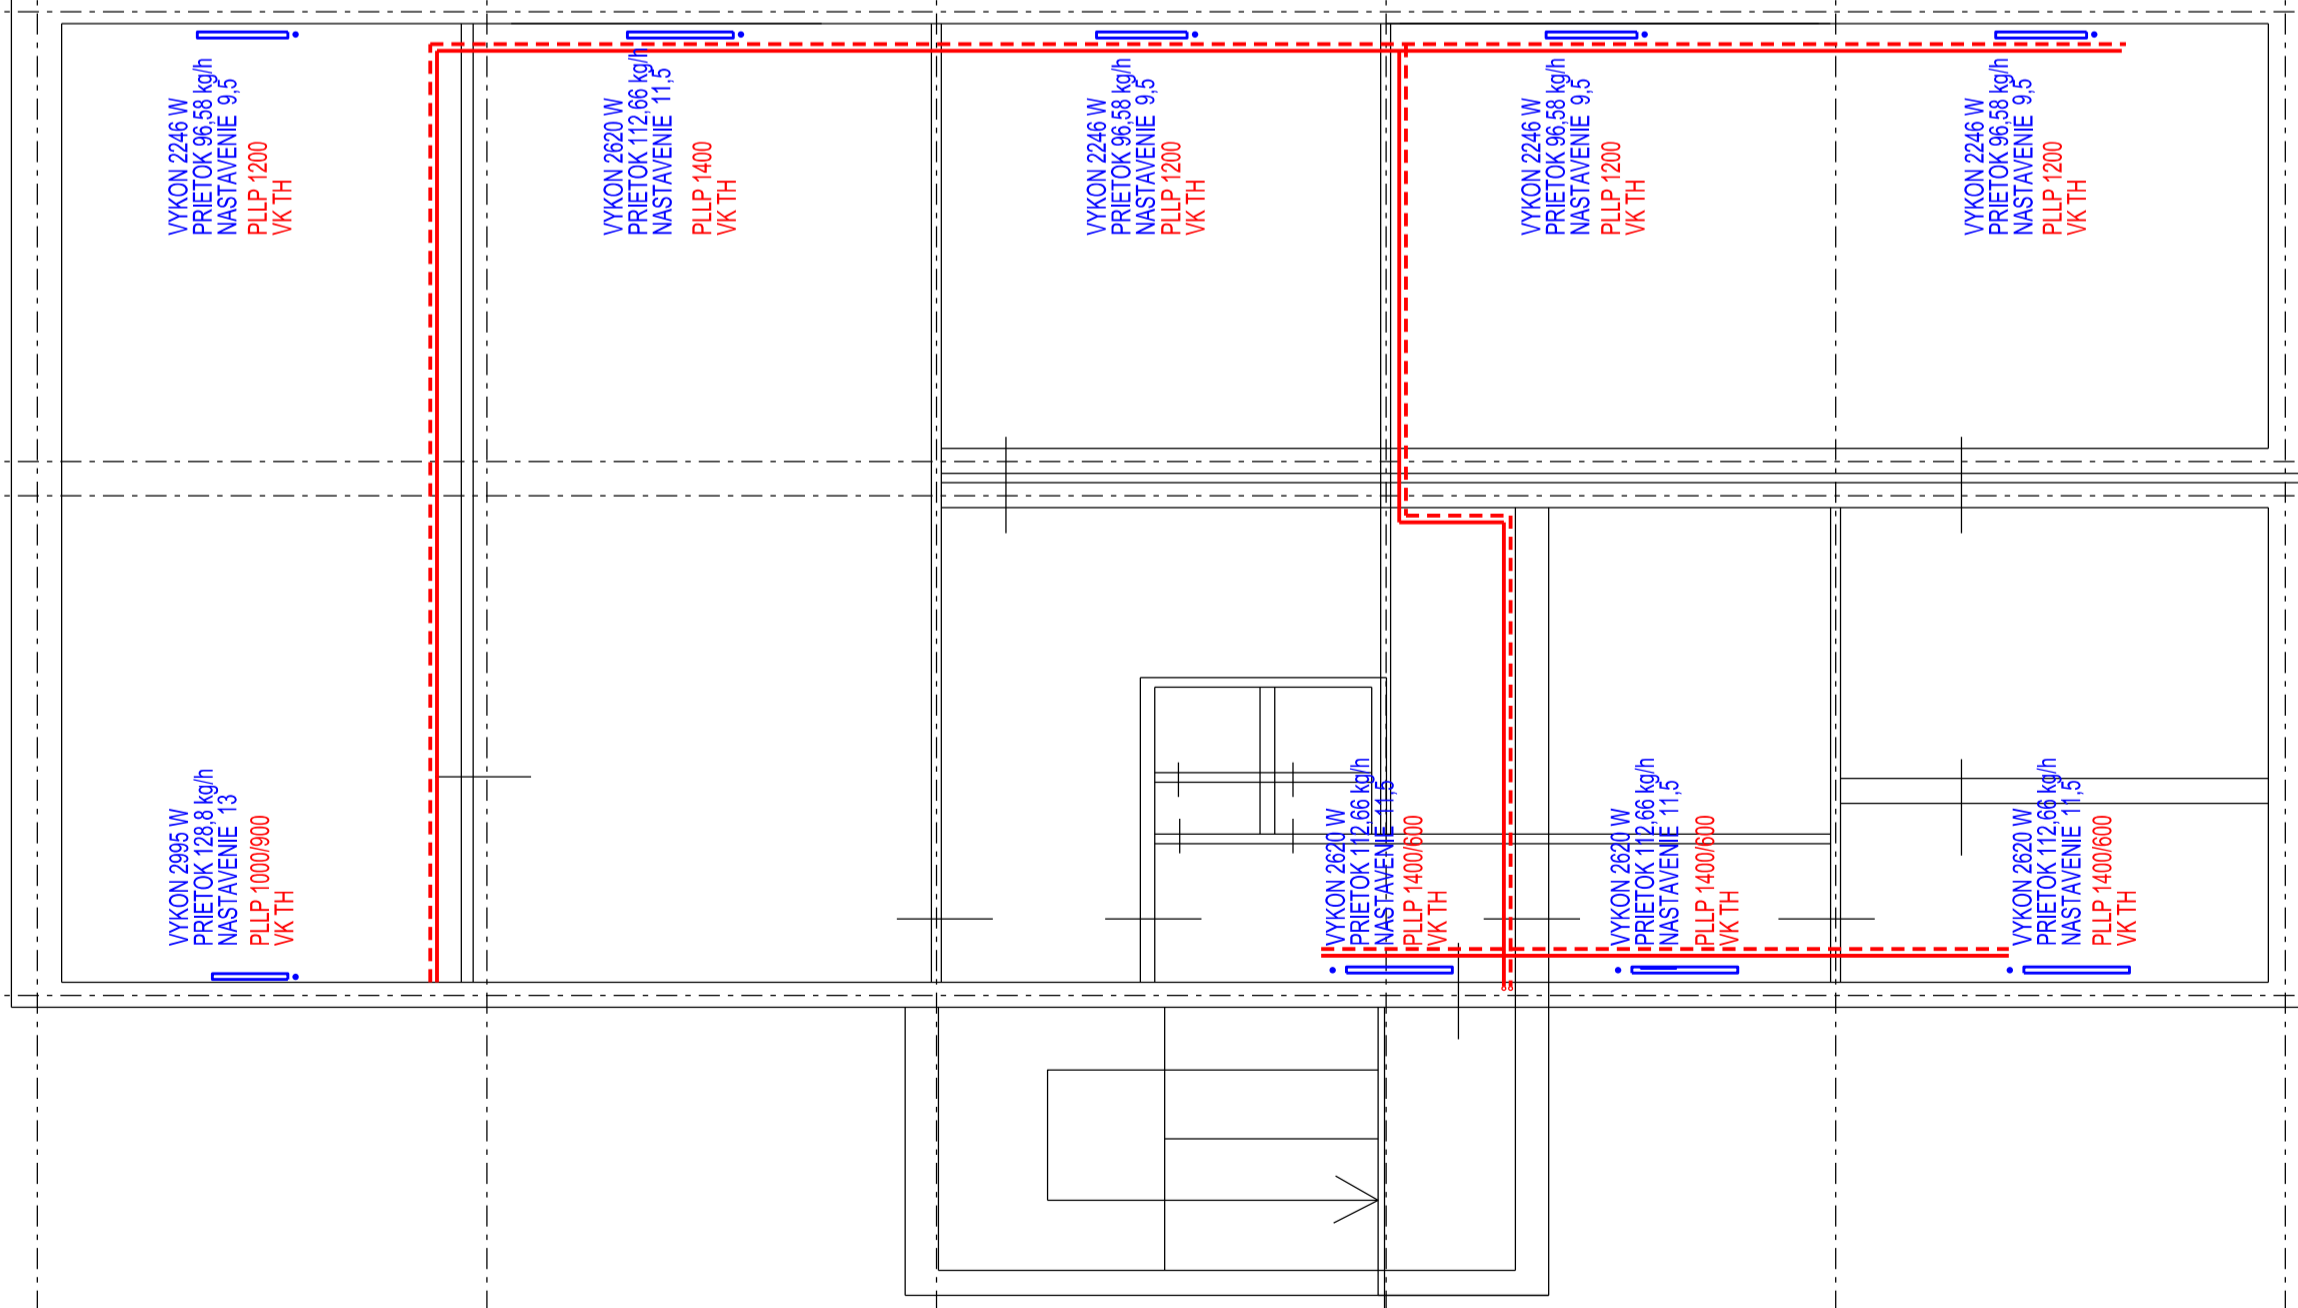 VYKON 2246 W
PRIETOK 96,58 kg/h
NASTAVENIE 9,5
PLLP 1200
VK TH
VYKON 2620 W
PRIETOK 112,66 kg/h
NASTAVENIE 11,5
PLLP 1400
VK TH
VYKON 2246 W
PRIETOK 96,58 kg/h
NASTAVENIE 9,5
PLLP 1200
VK TH
VYKON 2246 W
PRIETOK 96,58 kg/h
NASTAVENIE 9,5
PLLP 1200
VK TH
VYKON 2246 W
PRIETOK 96,58 kg/h
NASTAVENIE 9,5
PLLP 1200
VK TH
VYKON 2995 W
PRIETOK 128,8 kg/h
NASTAVENIE 13
PLLP 1000/900
VK TH
VYKON 2620 W
PRIETOK 112,66 kg/h
NASTAVENIE 11,5
PLLP 1400/600
VK TH
VYKON 2620 W
PRIETOK 112,66 kg/h
NASTAVENIE 11,5
PLLP 1400/600
VK TH
VYKON 2620 W
PRIETOK 112,66 kg/h
NASTAVENIE 11,5
PLLP 1400/600
VK TH